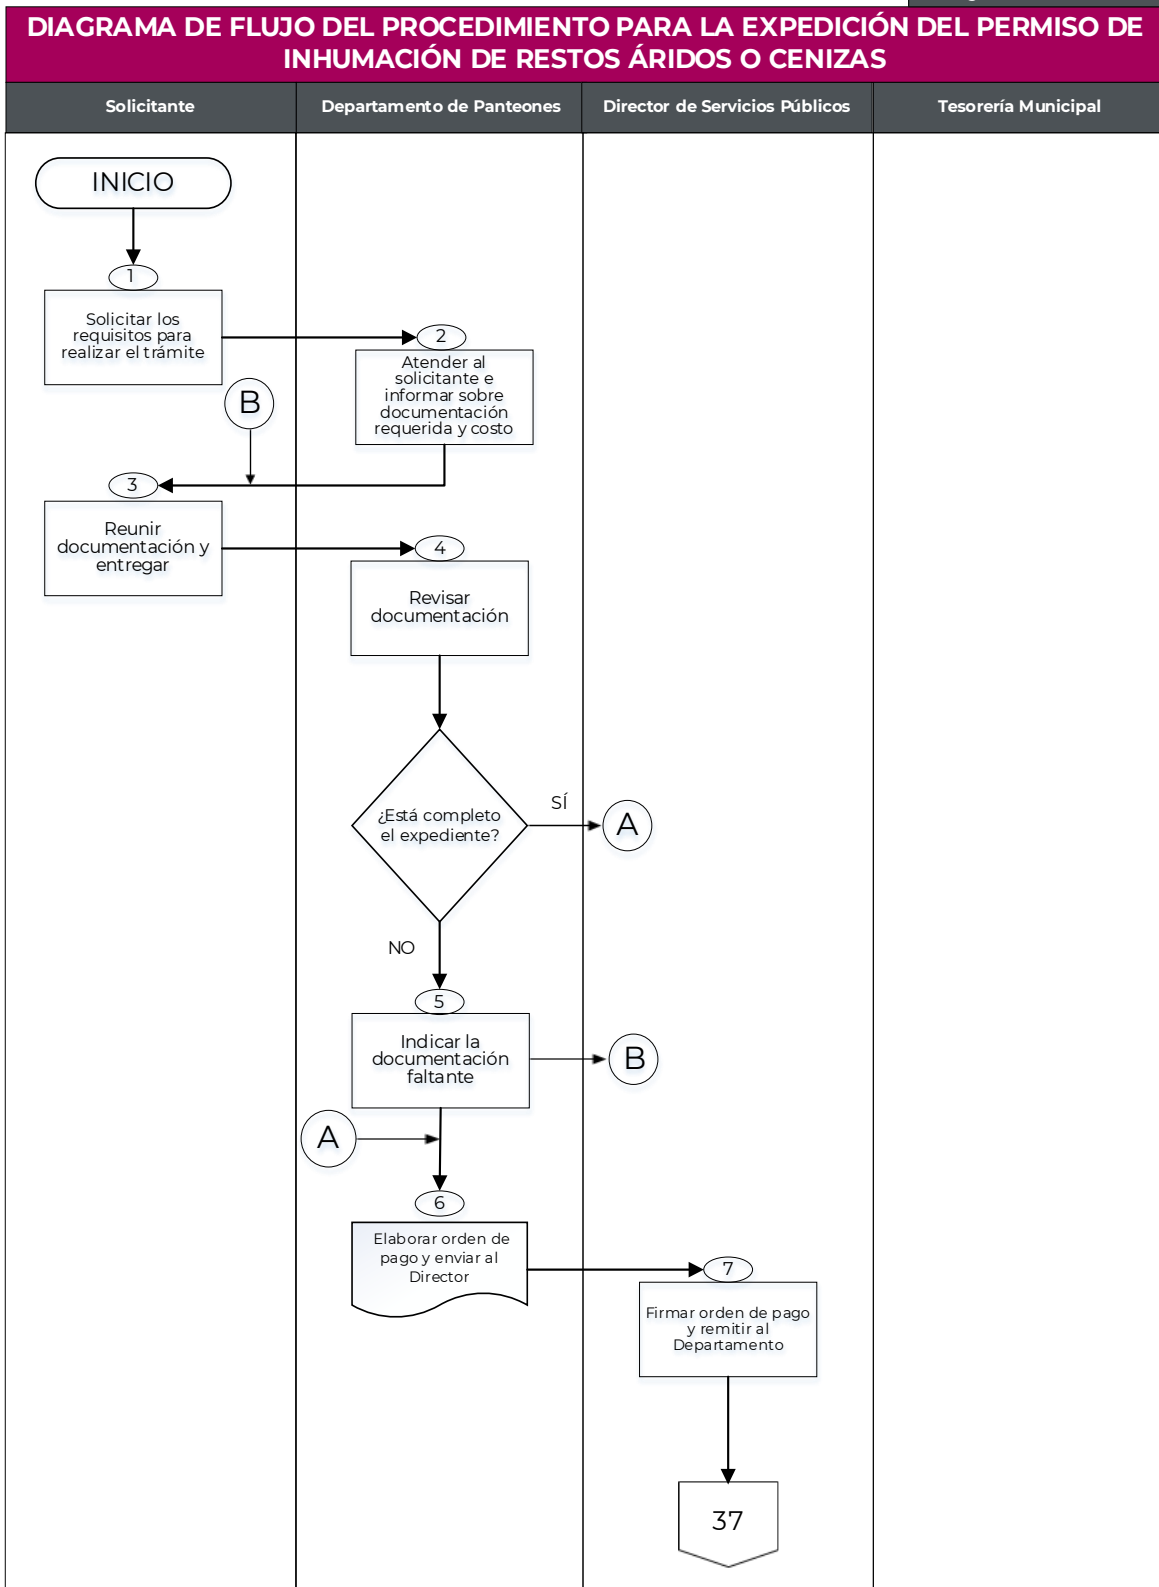 DIAGRAMA DE FLUJO DEL PROCEDIMIENTO PARA LA EXPEDICIÓN DEL PERMISO DE
INHUMACIÓN DE RESTOS ÁRIDOS O CENIZAS
Solicitante
Departamento de Panteones
Director de Servicios Públicos
Tesorería Municipal
INICIO
1
Solicitar los
requisitos para
realizar el trámite
2
Atender al
solicitante e
informar sobre
documentación
requerida y costo
B
3
Reunir
documentación y
entregar
4
Revisar
documentación
¿Está completo
el expediente?
SÍ
A
NO
5
Indicar la
documentación
faltante
B
A
6
Elaborar orden de
pago y enviar al
Director
7
Firmar orden de pago
y remitir al
Departamento
37